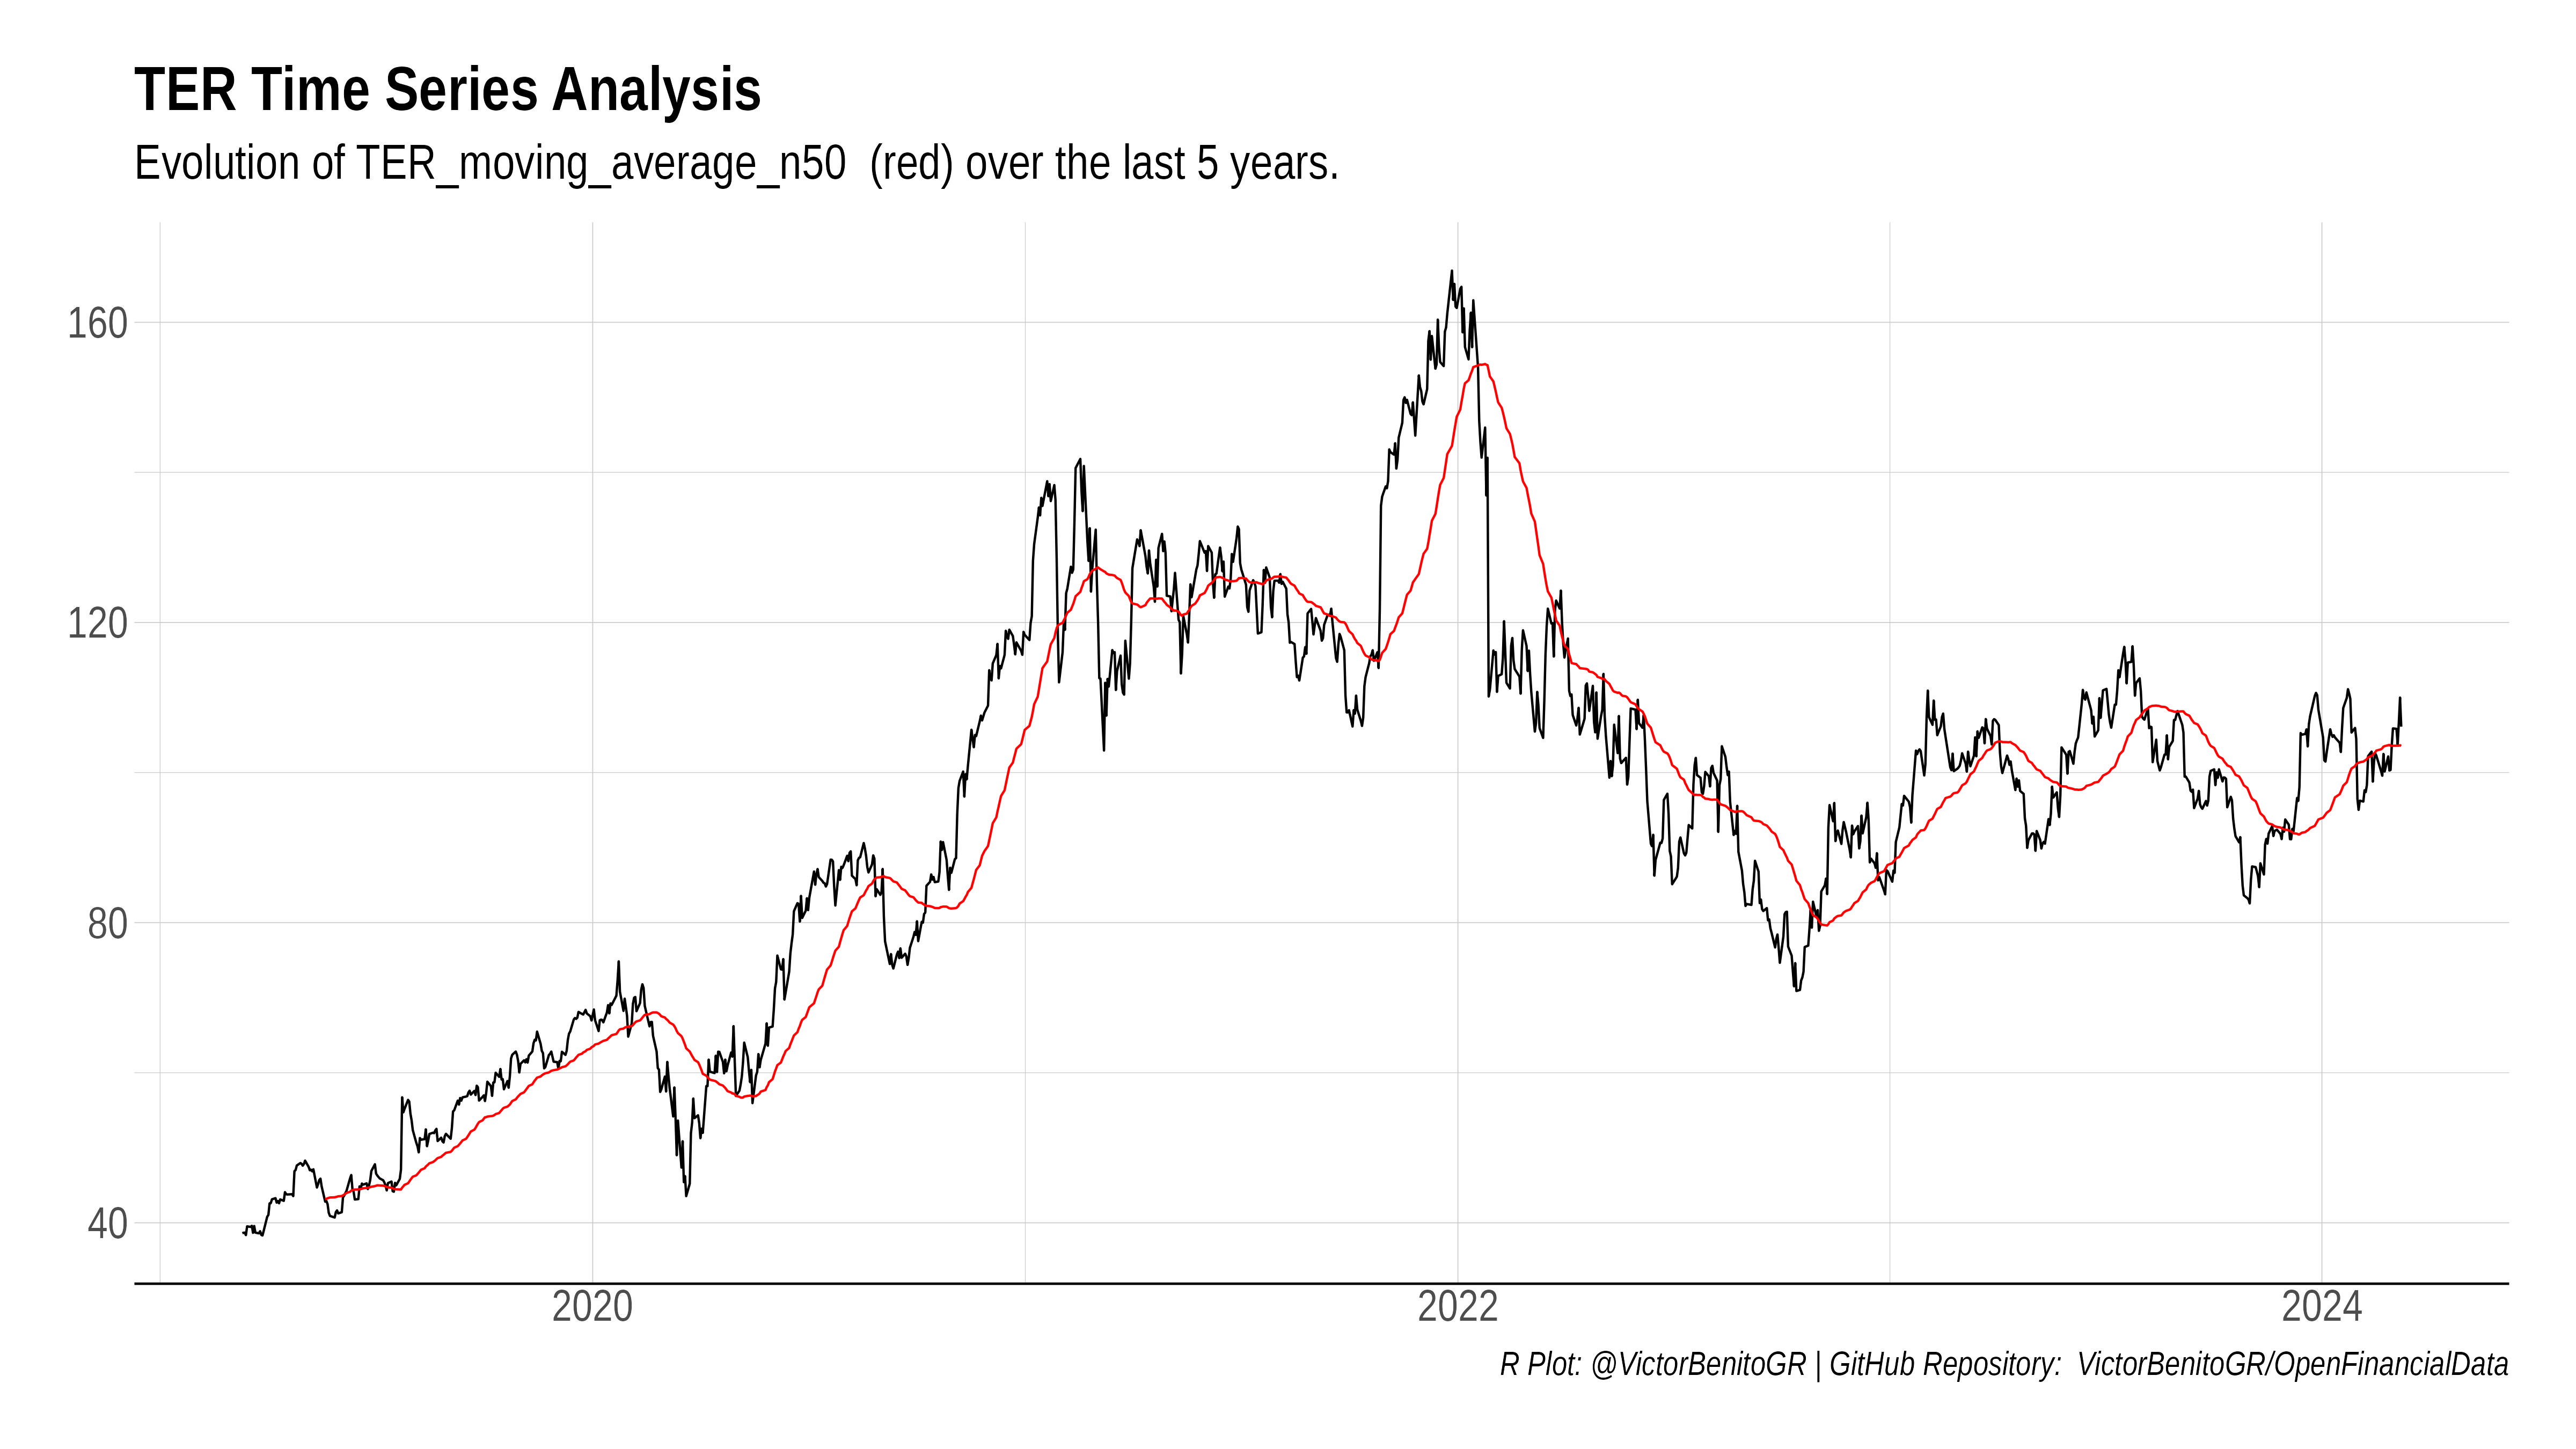 TER Time Series Analysis
Evolution of TER_moving_average_n50  (red) over the last 5 years.
160
120
80
40
2020 2022 2024
R Plot: @VictorBenitoGR | GitHub Repository:  VictorBenitoGR/OpenFinancialData